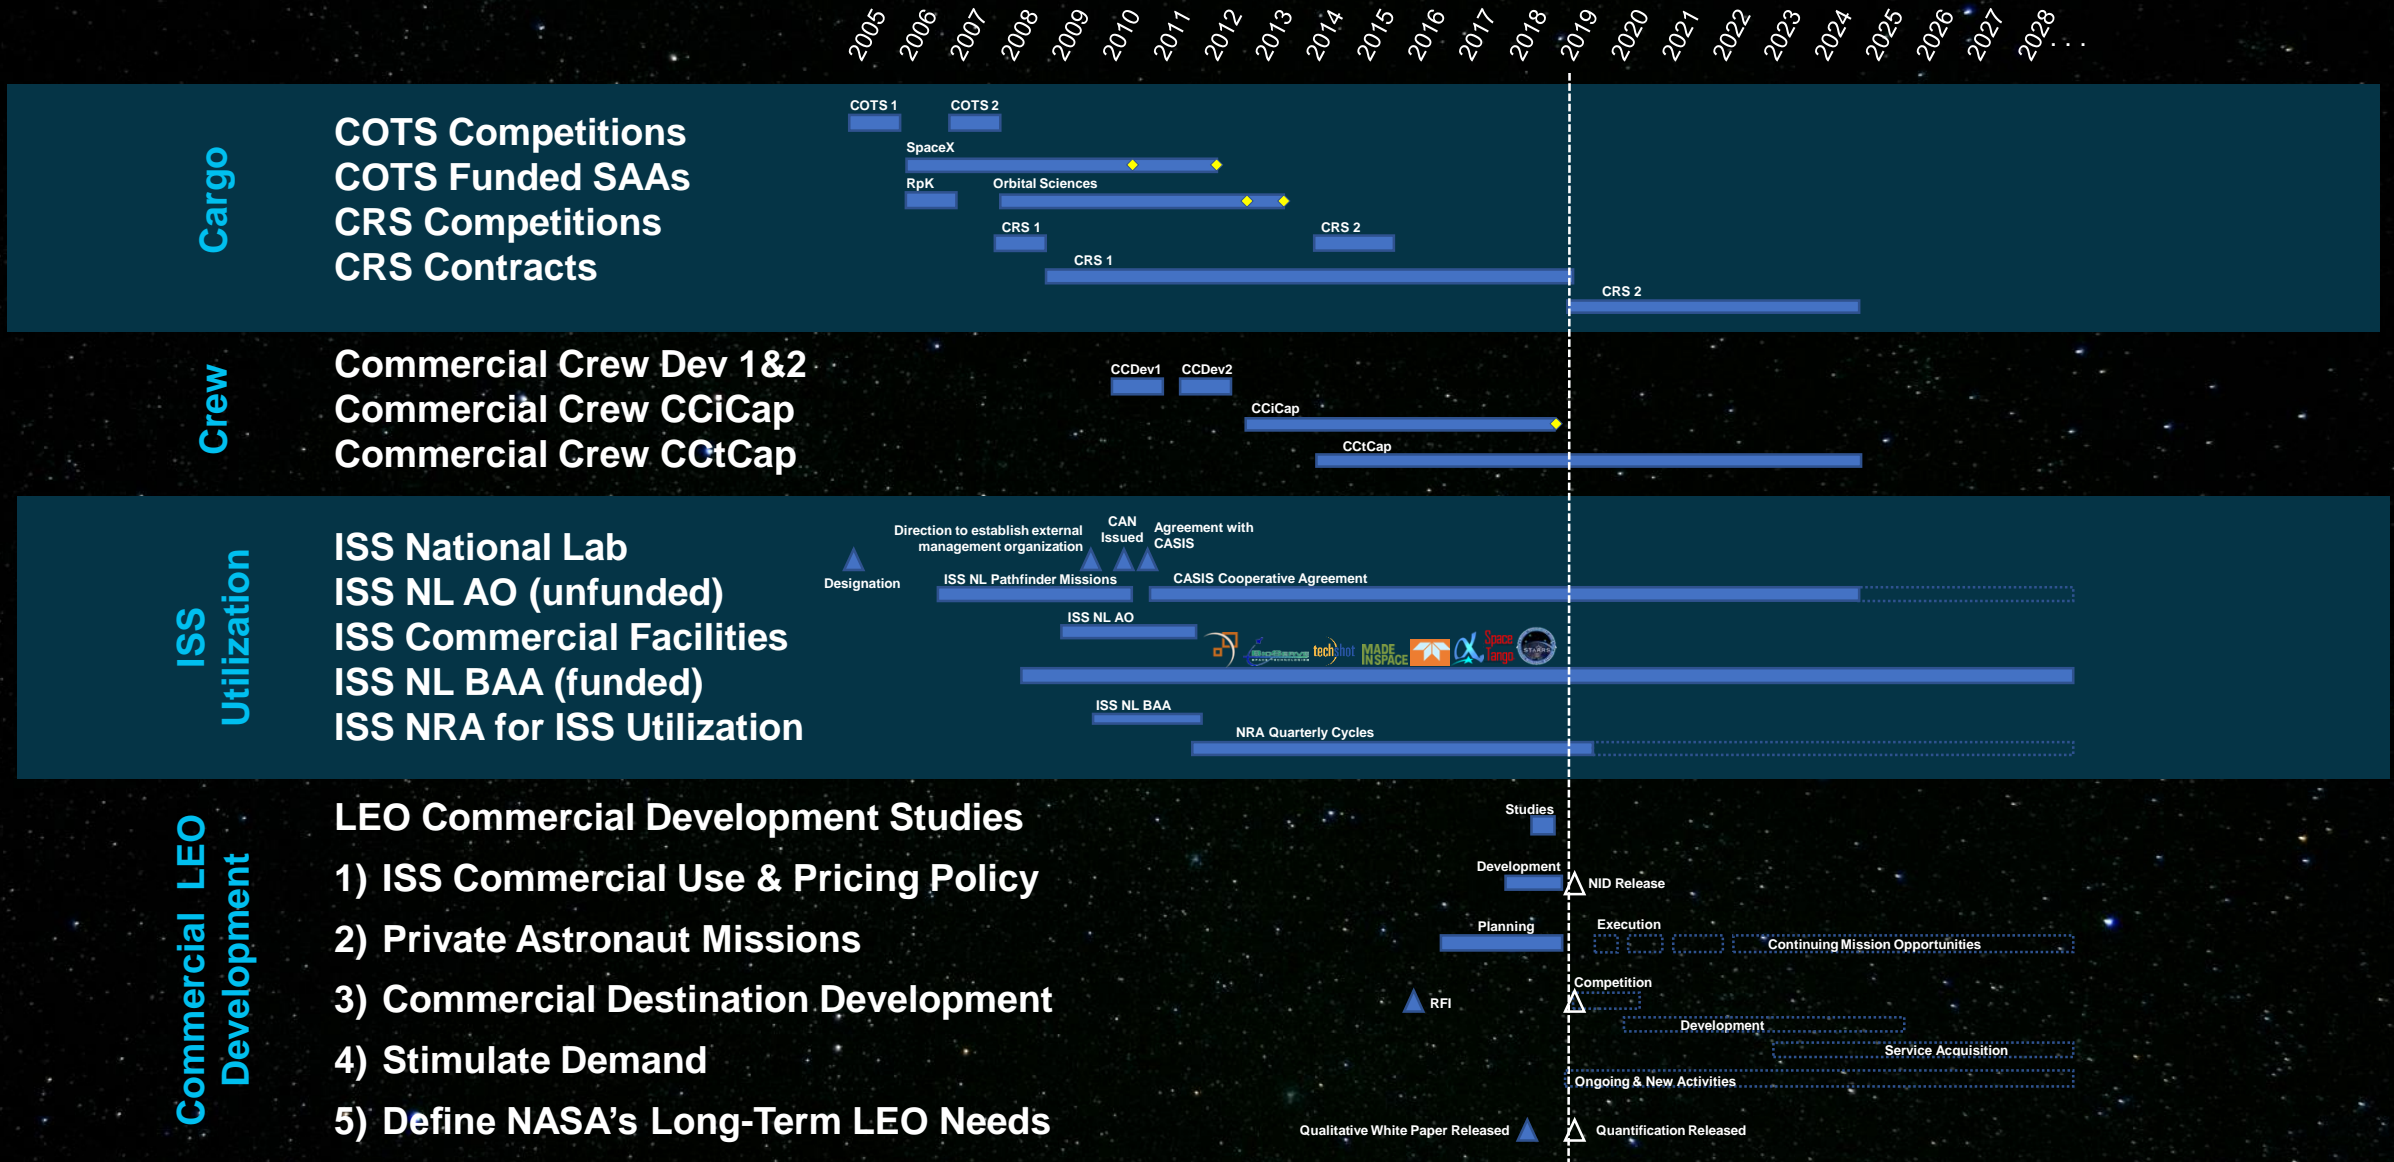 2005 2006 2007 2008 2009 2010 2011 2012 2013 2014 2015 2016 2017 2018 2019 2020 2021 2022 2023 2024 2025 2026 2027 2028 . . .
Cargo
COTS Competitions
COTS Funded SAAs
CRS Competitions
CRS Contracts
COTS 1 COTS 2
SpaceX
RpK Orbital Sciences
CRS 1 CRS 2
CRS 1
CRS 2
Crew
Commercial Crew Dev 1&2
Commercial Crew CCiCap
Commercial Crew CCtCap
CCDev1 CCDev2
CCiCap
CCtCap
ISS
Utilization
ISS National Lab
ISS NL AO (unfunded)
ISS Commercial Facilities
ISS NL BAA (funded)
ISS NRA for ISS Utilization
Designation
Direction to establish external
management organization
CAN
Issued
Agreement with
CASIS
ISS NL Pathfinder Missions CASIS Cooperative Agreement
ISS NL AO
BioServe
SPACE TECHNOLOGIES
techshot
MADE
INSPACE
Space
Tango
STARRS
ISS NL BAA
NRA Quarterly Cycles
Commercial LEO
Development
LEO Commercial Development Studies
1) ISS Commercial Use & Pricing Policy
2) Private Astronaut Missions
3) Commercial Destination Development
4) Stimulate Demand
5) Define NASA’s Long-Term LEO Needs
Studies
Development
NID Release
Planning Execution
Continuing Mission Opportunities
Competition
RFI
Development
Service Acquisition
Ongoing & New Activities
Qualitative White Paper Released Quantification Released